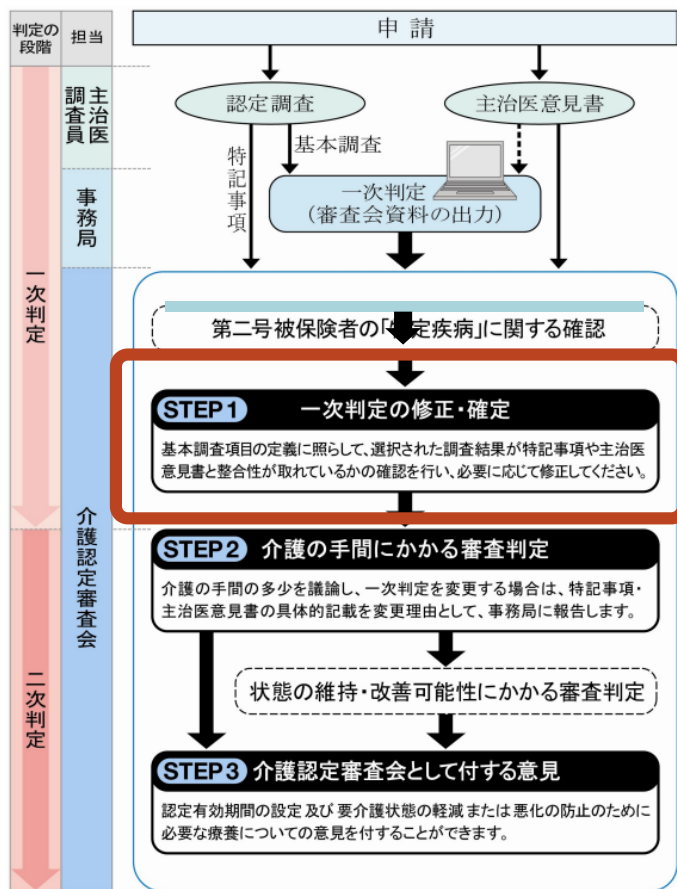 判定の
段階
担当
申請
主治医
調査員
認定調査
主治医意見書
特記事項
基本調査
事務局
一次判定
（審査会資料の出力）
一次判定
第二号被保険者の「定疾病」に関する確認
STEP1 一次判定の修正・確定
基本調査項目の定義に照らして、選択された調査結果が特記事項や主治医
意見書と整合性が取れているかの確認を行い、必要に応じて修正してください。
介護認定審査会
STEP2 介護の手間にかかる審査判定
介護の手間の多少を議論し、一次判定を変更する場合は、特記事項・
主治医意見書の具体的記載を変更理由として、事務局に報告します。
二次判定
状態の維持・改善可能性にかかる審査判定
STEP3 介護認定審査会として付する意見
認定有効期間の設定及び要介護状態の軽減または悪化の防止のために
必要な療養についての意見を付することができます。